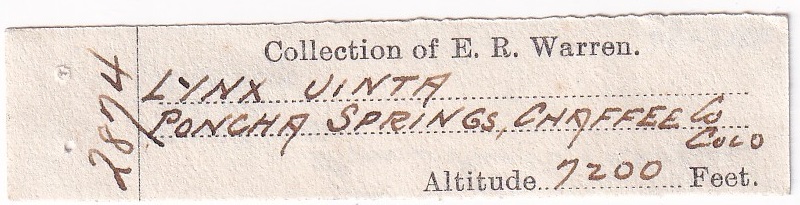 2874
Collection of E. R. Warren.
LYNX UINTA
PONCHA SPRINGS, CHAFFEE CO
COLO
Altitude 7200 Feet.